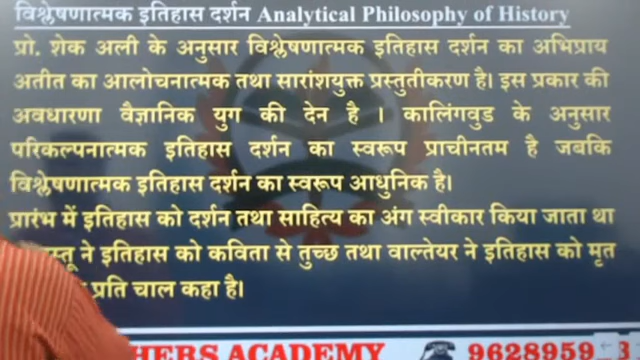 विश्लेषणात्मक इतिहास दर्शन Analytical Philosophy of History
प्रो. शेक अली के अनुसार विश्लेषणात्मक इतिहास दर्शन का अभिप्राय
अतीत का आलोचनात्मक तथा सारांशयुक्त प्रस्तुतीकरण है। इस प्रकार की
अवधारणा वैज्ञानिक युग की देन है । कालिंगवुड के अनुसार
परिकल्पनात्मक इतिहास दर्शन का स्वरूप प्राचीनतम है जबकि
विश्लेषणात्मक इतिहास दर्शन का स्वरूप आधुनिक है।
प्रारंभ में इतिहास को दर्शन तथा साहित्य का अंग स्वीकार किया जाता था
ने इतिहास को कविता से तुच्छ तथा वाल्तेयर ने इतिहास को मृत
प्रति चाल कहा है।
HERS ACADEMY 9628959